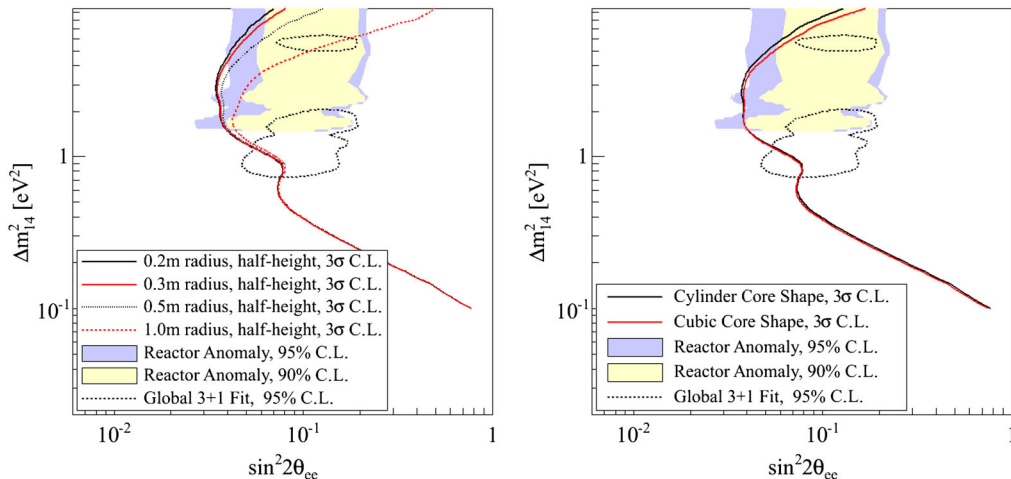 Δm²₁₄ [eV²]
1
10⁻¹
0.2m radius, half-height, 3σ C.L.
0.3m radius, half-height, 3σ C.L.
0.5m radius, half-height, 3σ C.L.
1.0m radius, half-height, 3σ C.L.
Reactor Anomaly, 95% C.L.
Reactor Anomaly, 90% C.L.
Global 3+1 Fit, 95% C.L.
10⁻²
10⁻¹
1
sin²2θee
Δm²₁₄ [eV²]
1
10⁻¹
Cylinder Core Shape, 3σ C.L.
Cubic Core Shape, 3σ C.L.
Reactor Anomaly, 95% C.L.
Reactor Anomaly, 90% C.L.
Global 3+1 Fit, 95% C.L.
10⁻²
10⁻¹
1
sin²2θee